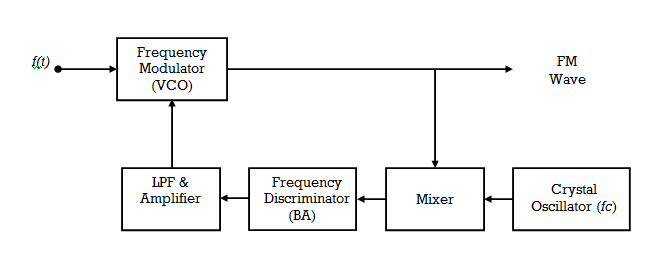 f(t)
Frequency
Modulator
(VCO)
FM
Wave
LPF &
Amplifier
Frequency
Discriminator
(BA)
Mixer
Crystal
Oscillator (fc)